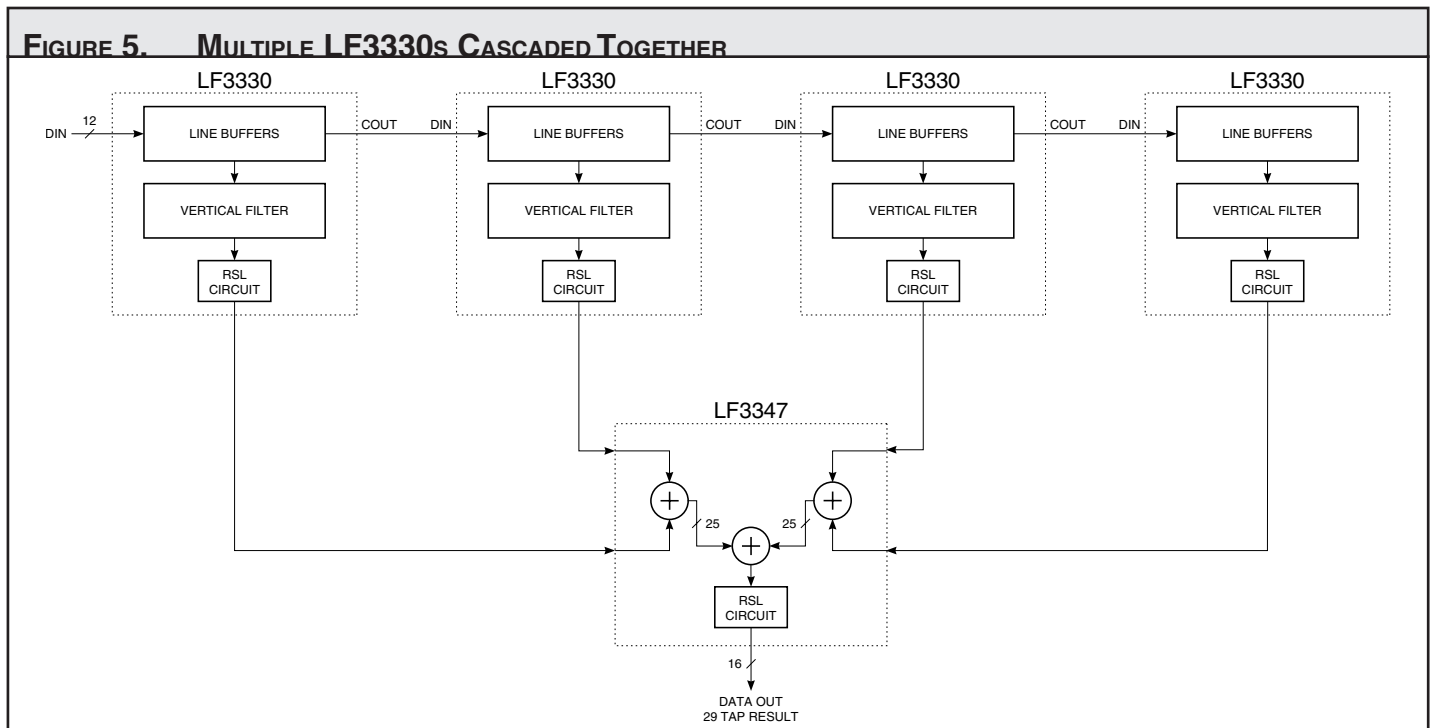 FIGURE 5. MULTIPLE LF3330S CASCADED TOGETHER
LF3330 LF3330 LF3330 LF3330
DIN 12 LINE BUFFERS COUT DIN LINE BUFFERS COUT DIN LINE BUFFERS COUT DIN LINE BUFFERS
VERTICAL FILTER VERTICAL FILTER VERTICAL FILTER VERTICAL FILTER
RSL RSL RSL RSL
CIRCUIT CIRCUIT CIRCUIT CIRCUIT
LF3347
+ +
25 25
+
RSL
CIRCUIT
16
DATA OUT
29 TAP RESULT